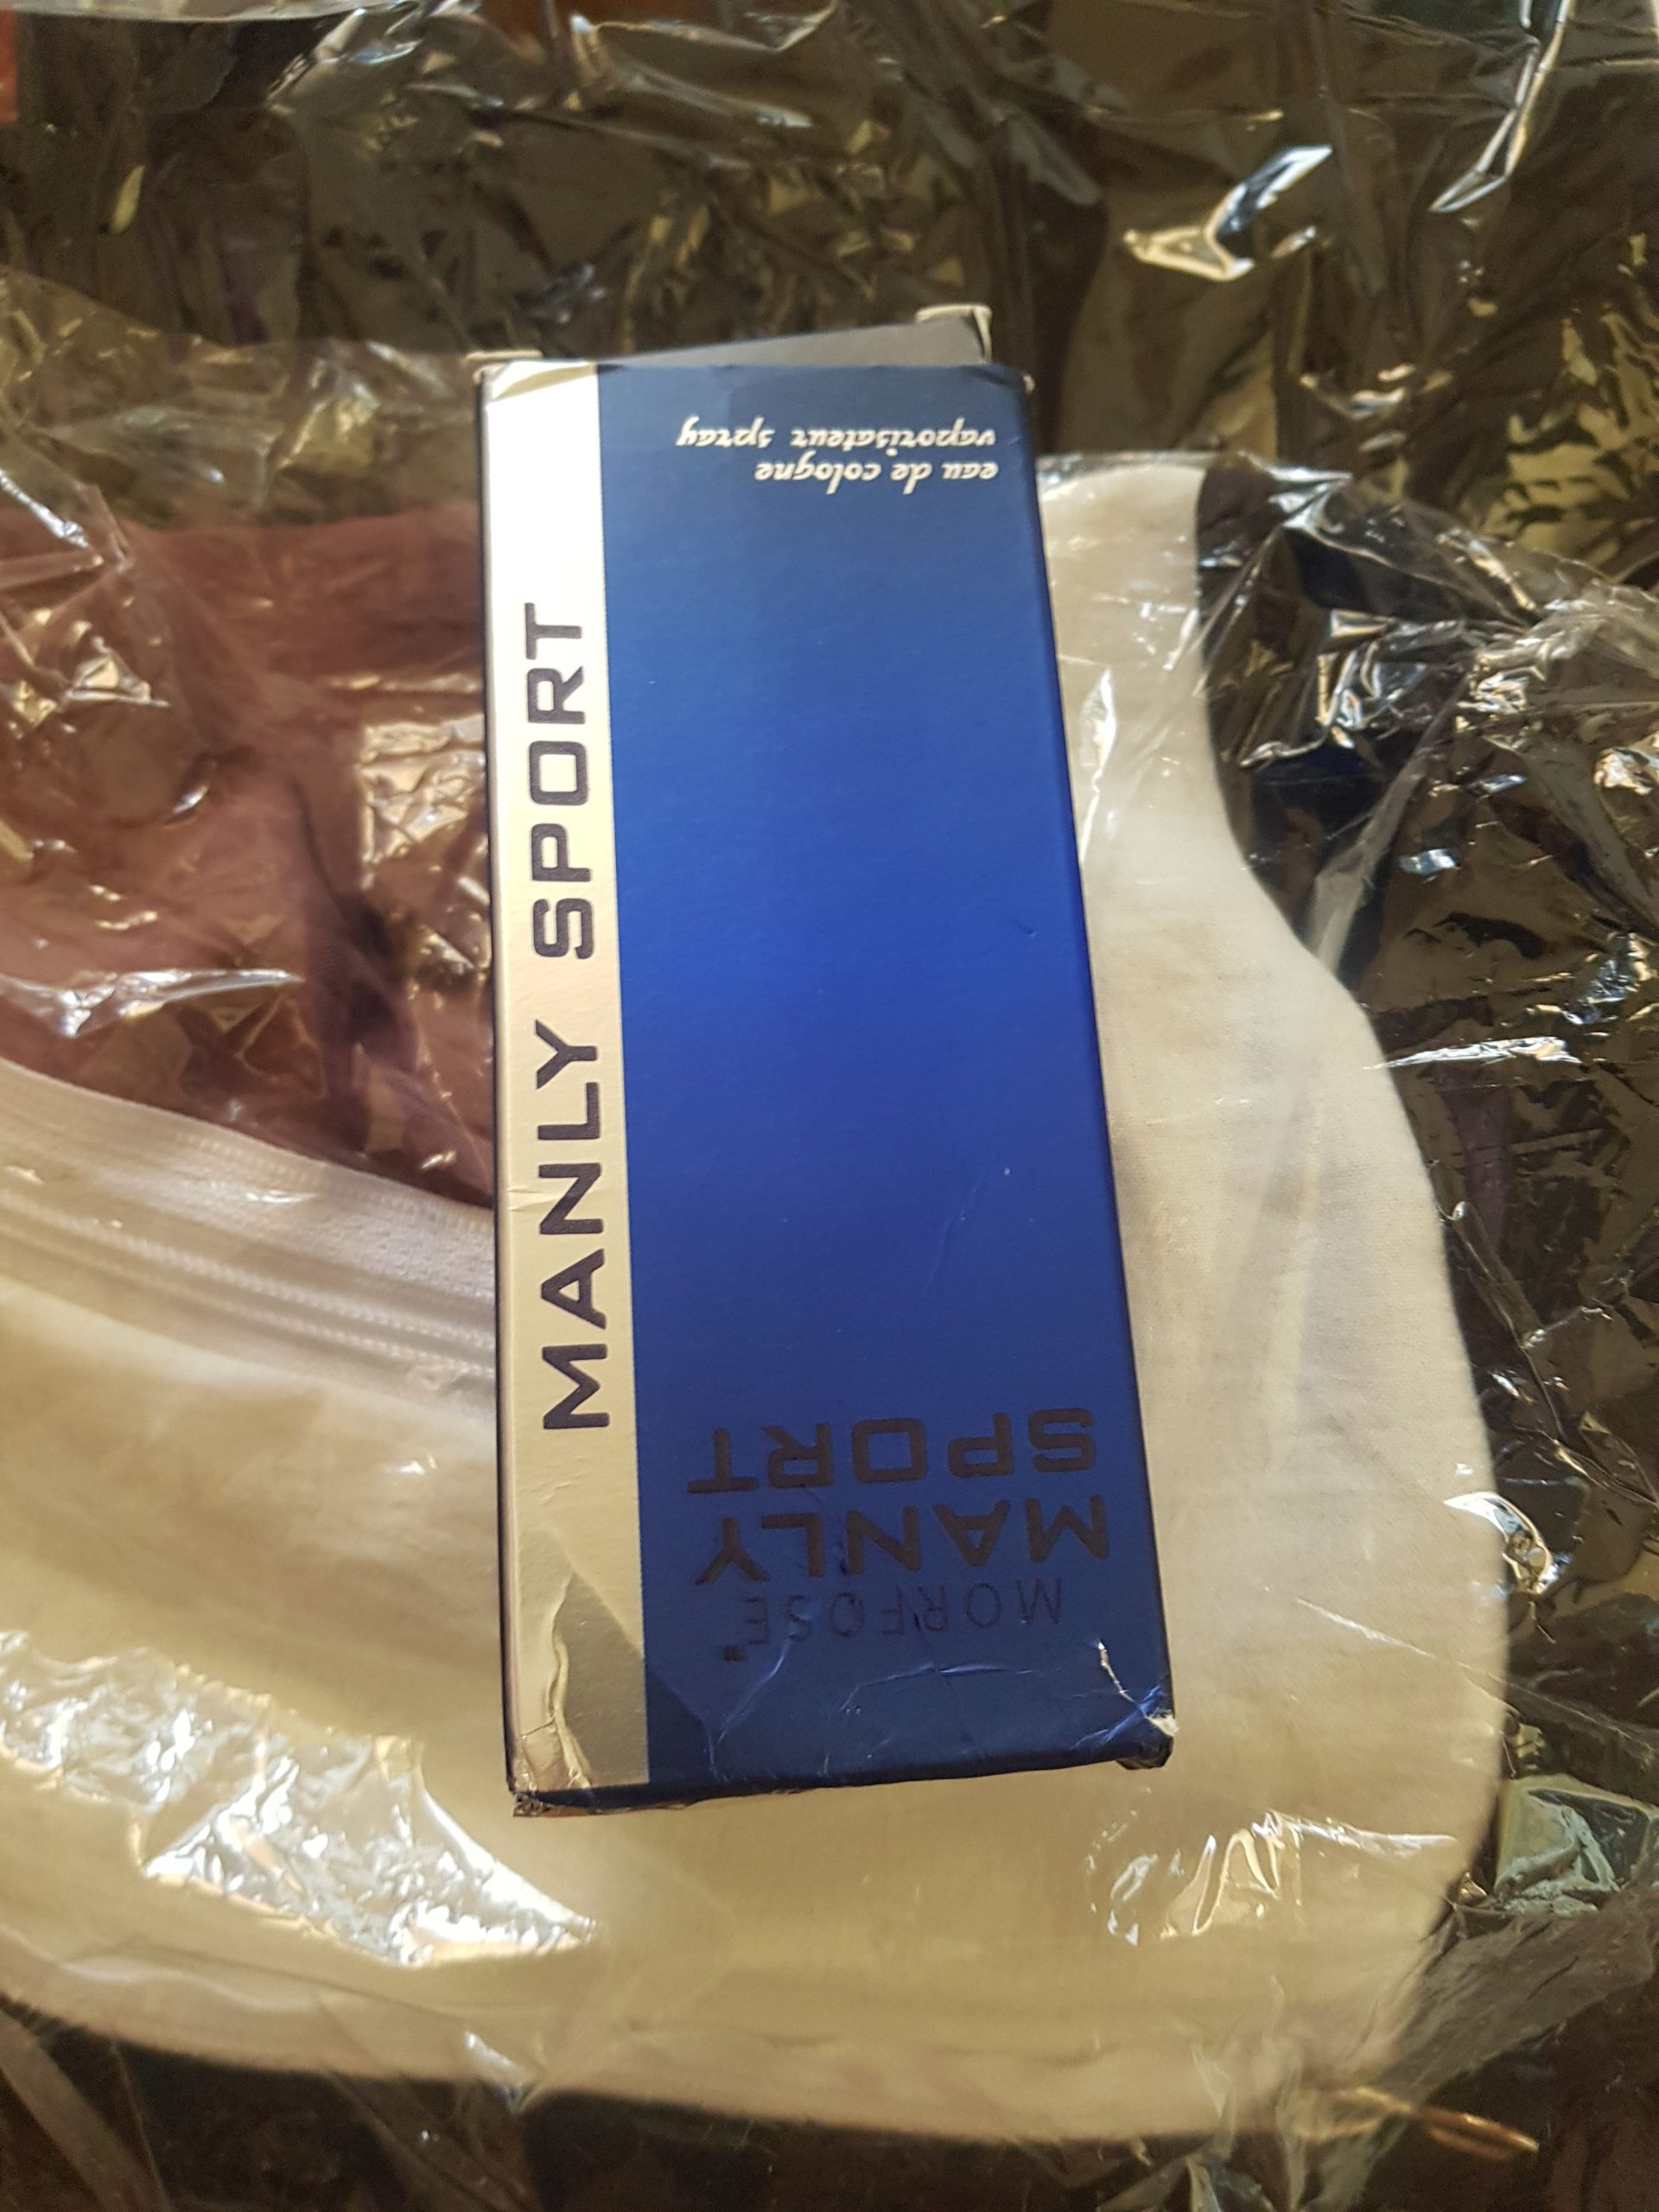 MANLY SPORT
MORFOSE
MANLY
SPORT
eau de cologne
vaporisateur spray